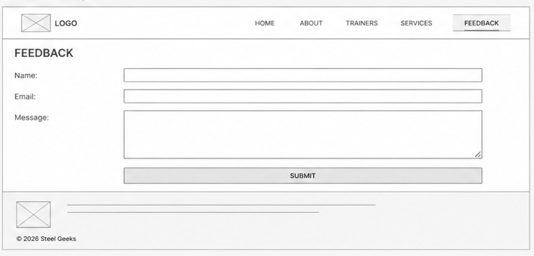 LOGO HOME ABOUT TRAINERS SERVICES FEEDBACK
FEEDBACK
Name:
Email:
Message:
SUBMIT
© 2026 Steel Geeks